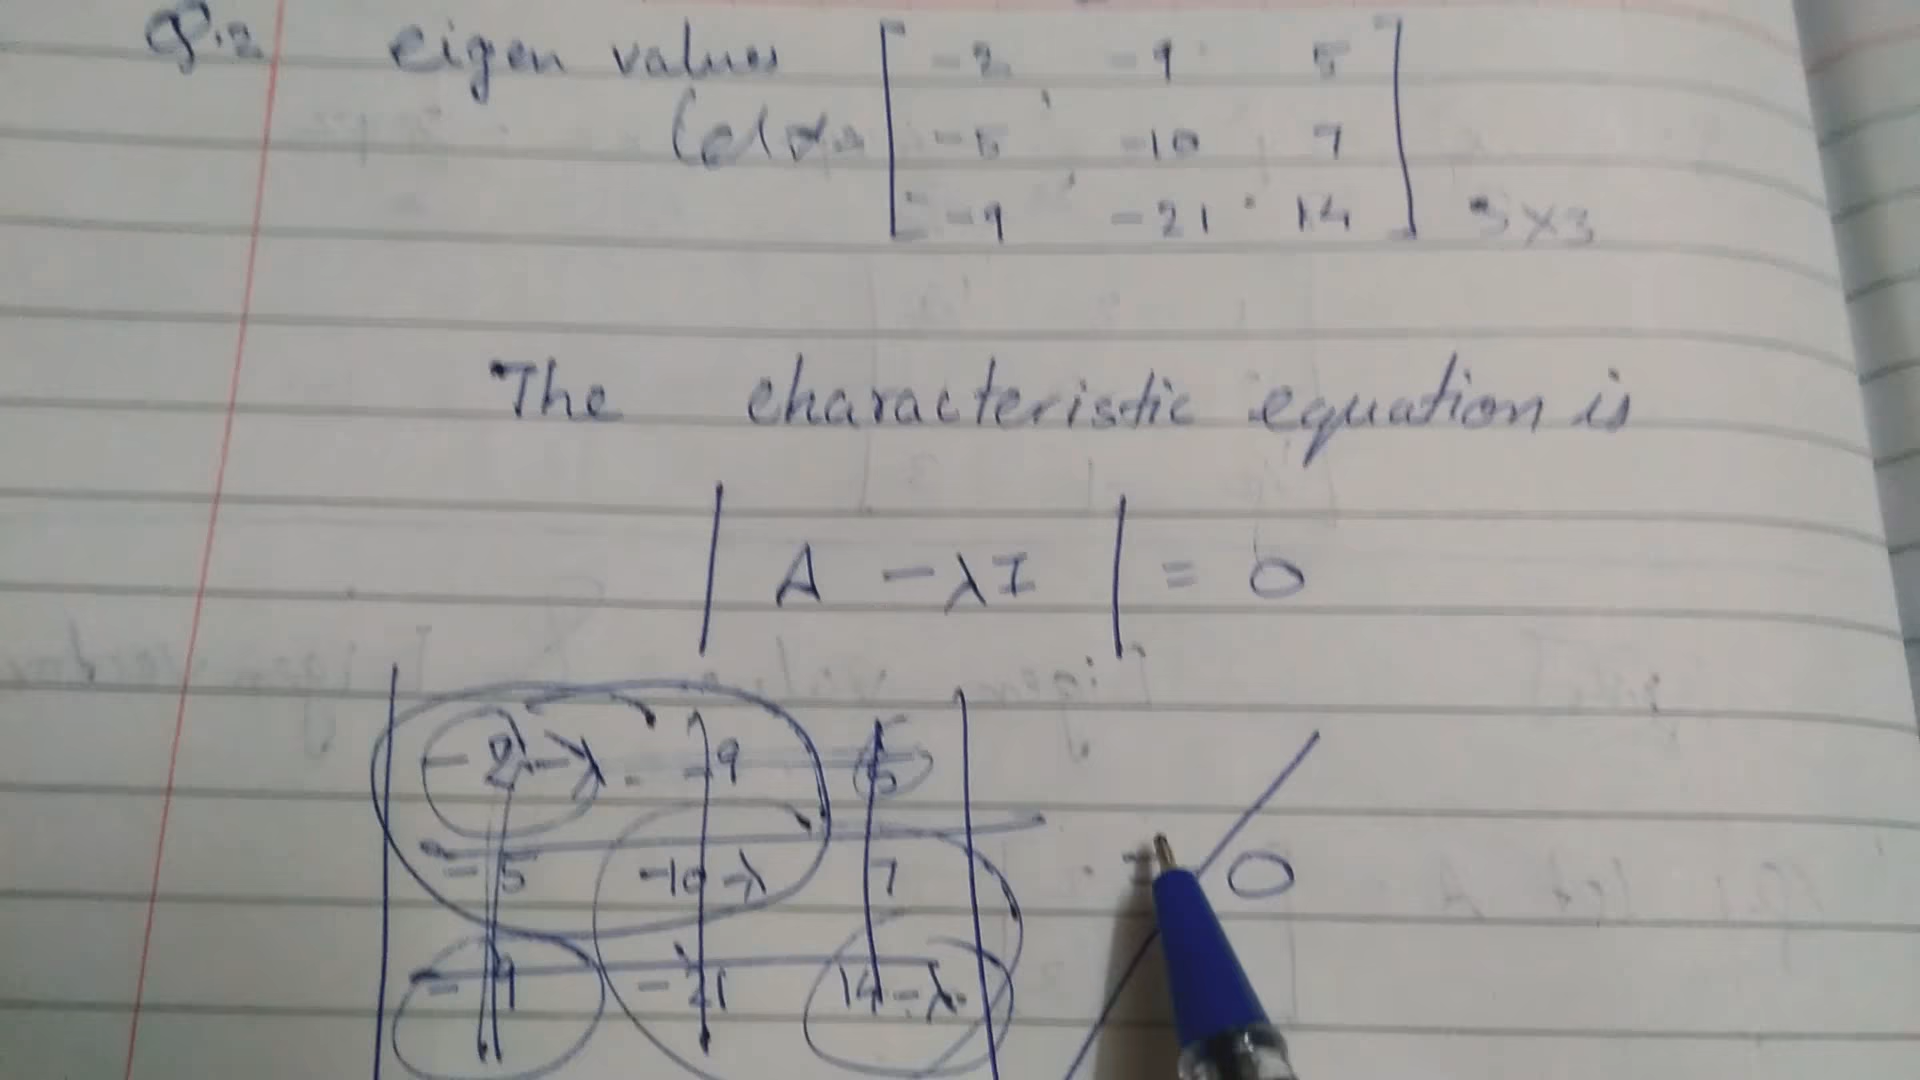 Q.2 eigen values [ -2 -9 5
Let A = -5 -10 7
-9 -21 14 ] 3×3
The characteristic equation is
| A - λI | = 0
| -2-λ -9 5
-5 -10-λ 7 = 0
-9 -21 14-λ |